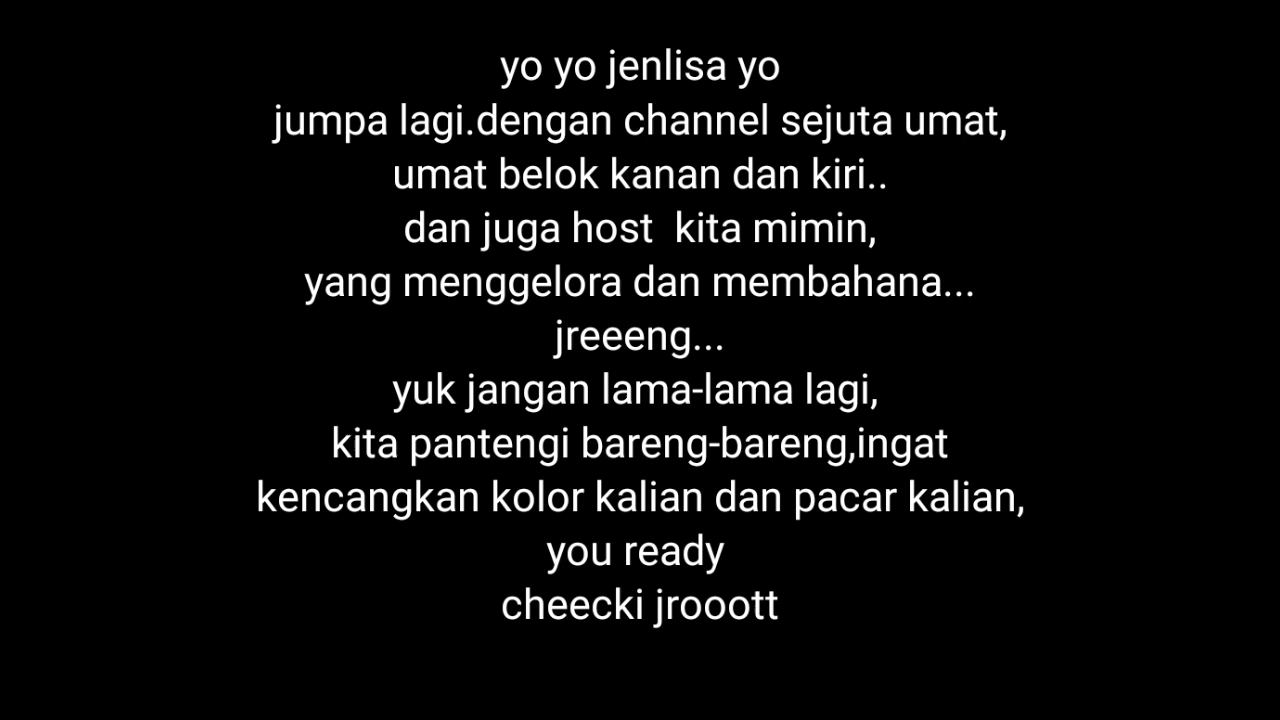 yo yo jenlisa yo
jumpa lagi.dengan channel sejuta umat,
umat belok kanan dan kiri..
dan juga host  kita mimin,
yang menggelora dan membahana...
jreeeng...
yuk jangan lama-lama lagi,
kita pantengi bareng-bareng,ingat
kencangkan kolor kalian dan pacar kalian,
you ready
cheecki jrooott